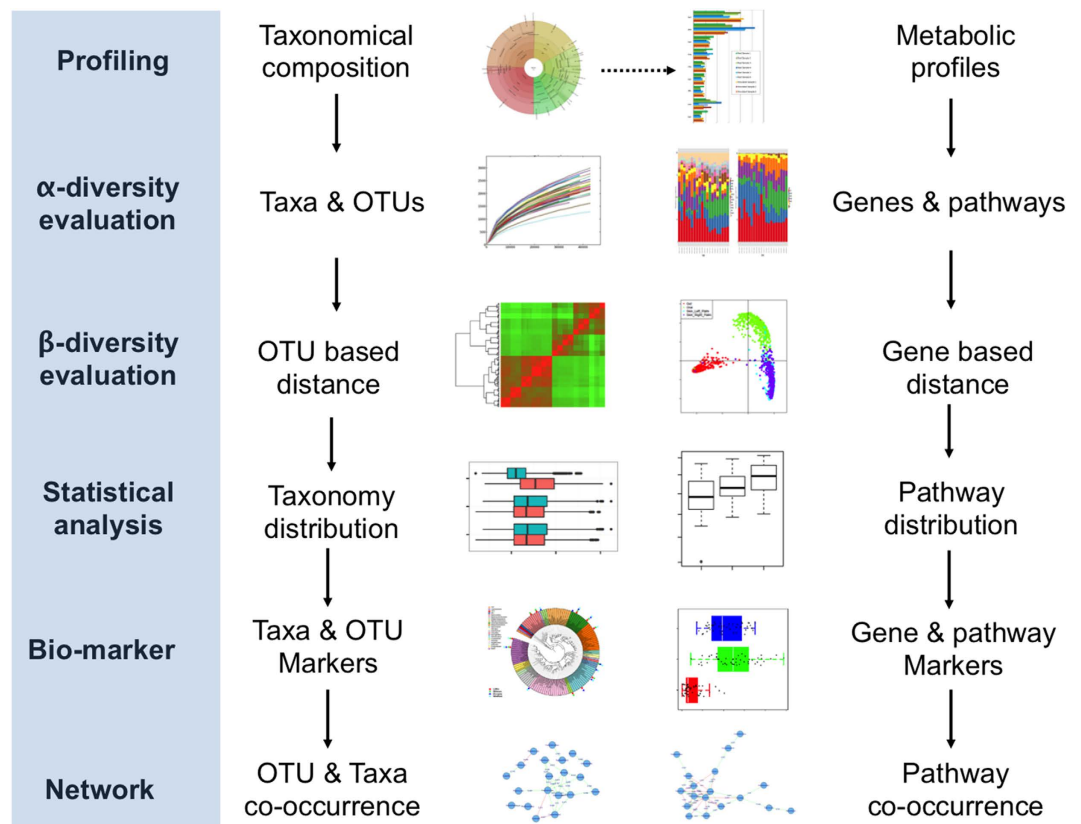 Profiling
Taxonomical
composition
Metabolic
profiles
α-diversity
evaluation
Taxa & OTUs
Genes & pathways
β-diversity
evaluation
OTU based
distance
Gene based
distance
Statistical
analysis
Taxonomy
distribution
Pathway
distribution
Bio-marker
Taxa & OTU
Markers
Gene & pathway
Markers
Network
OTU & Taxa
co-occurrence
Pathway
co-occurrence